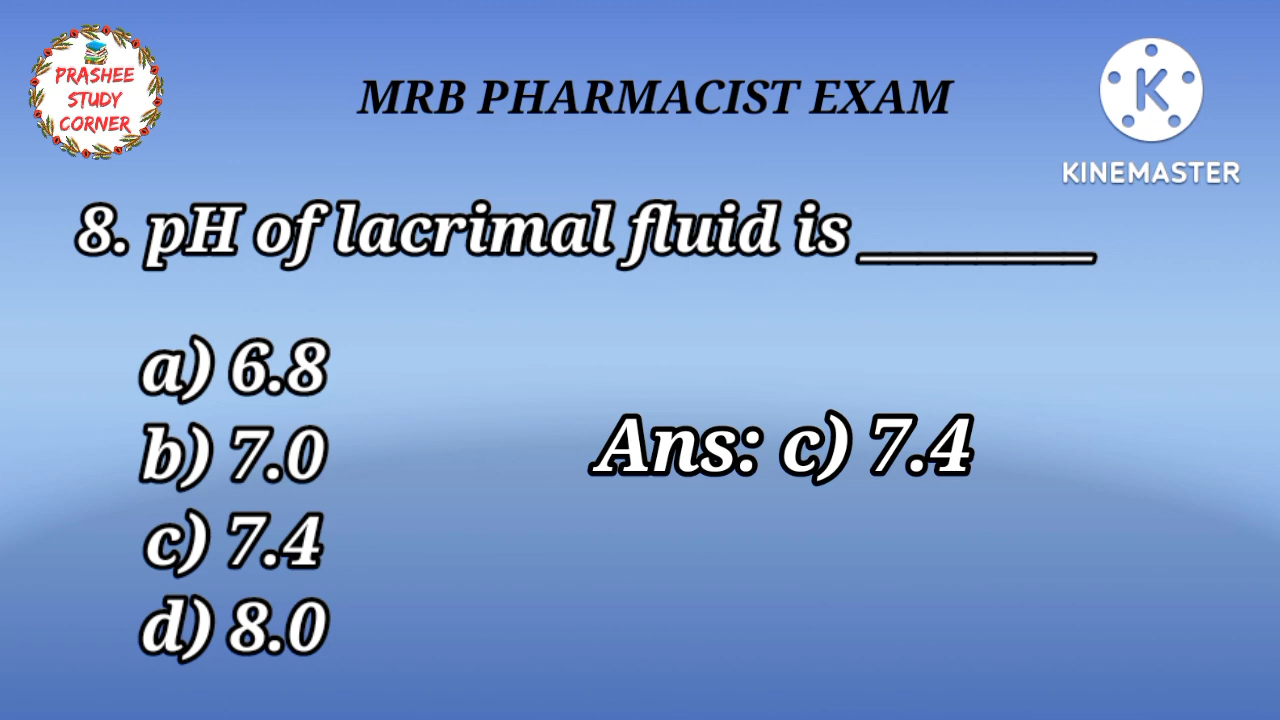 PRASHEE
STUDY
CORNER
MRB PHARMACIST EXAM
K
KINEMASTER
8. pH of lacrimal fluid is ________
a) 6.8
b) 7.0
c) 7.4
d) 8.0
Ans: c) 7.4